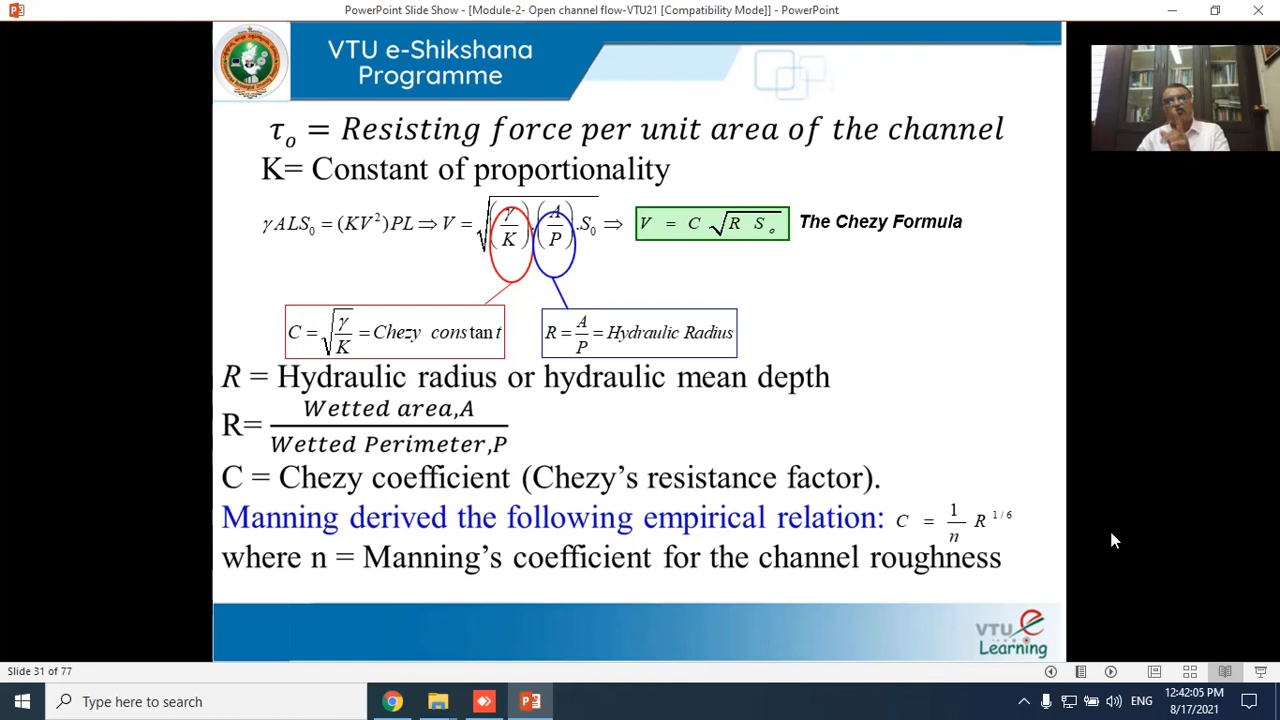 PowerPoint Slide Show - [Module-2- Open channel flow-VTU21 [Compatibility Mode]] - PowerPoint
VTU e-Shikshana
Programme
τₒ = Resisting force per unit area of the channel
K= Constant of proportionality
γ ALS₀ = (KV²)PL ⇒ V = √((γ/K).(A/P).S₀) ⇒ V = C √(R Sₒ) The Chezy Formula
C = √(γ/K) = Chezy constant
R = A/P = Hydraulic Radius
R = Hydraulic radius or hydraulic mean depth
R= Wetted area,A / Wetted Perimeter,P
C = Chezy coefficient (Chezy's resistance factor).
Manning derived the following empirical relation: C = 1/n R^1/6
where n = Manning's coefficient for the channel roughness
VTU e
Learning
Slide 31 of 77
Type here to search
ENG
12:42:05 PM
8/17/2021